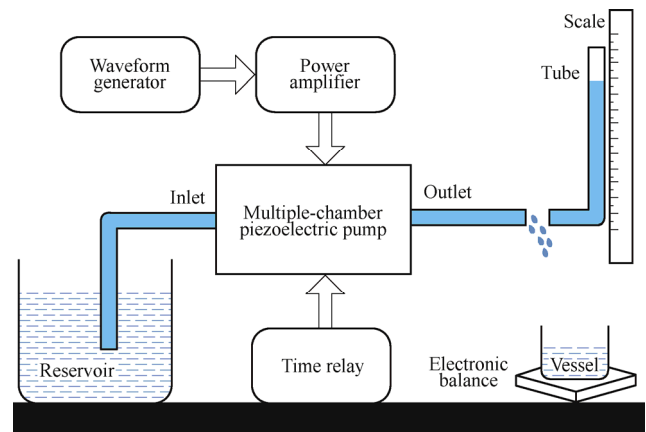 Scale
Waveform
generator
Power
amplifier
Tube
Inlet
Outlet
Multiple-chamber
piezoelectric pump
Reservoir
Time relay
Electronic
balance
Vessel